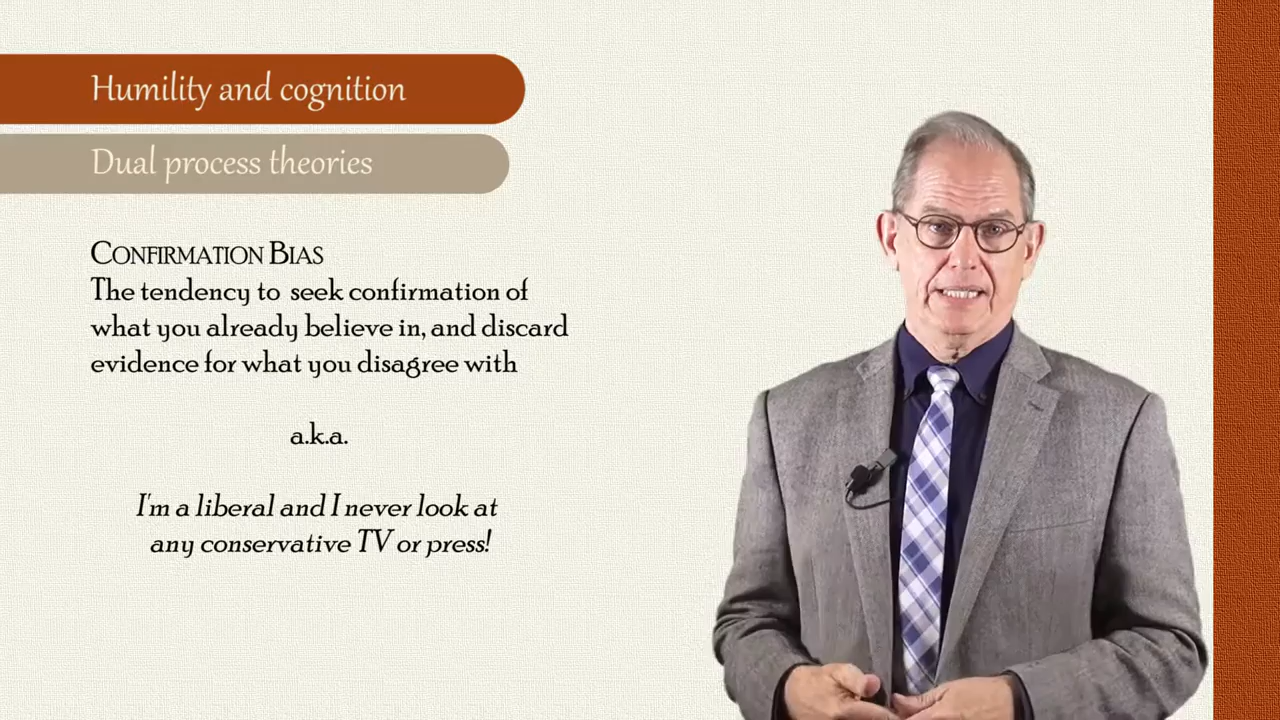 Humility and cognition
Dual process theories
CONFIRMATION BIAS
The tendency to seek confirmation of
what you already believe in, and discard
evidence for what you disagree with
a.k.a.
I'm a liberal and I never look at
any conservative TV or press!